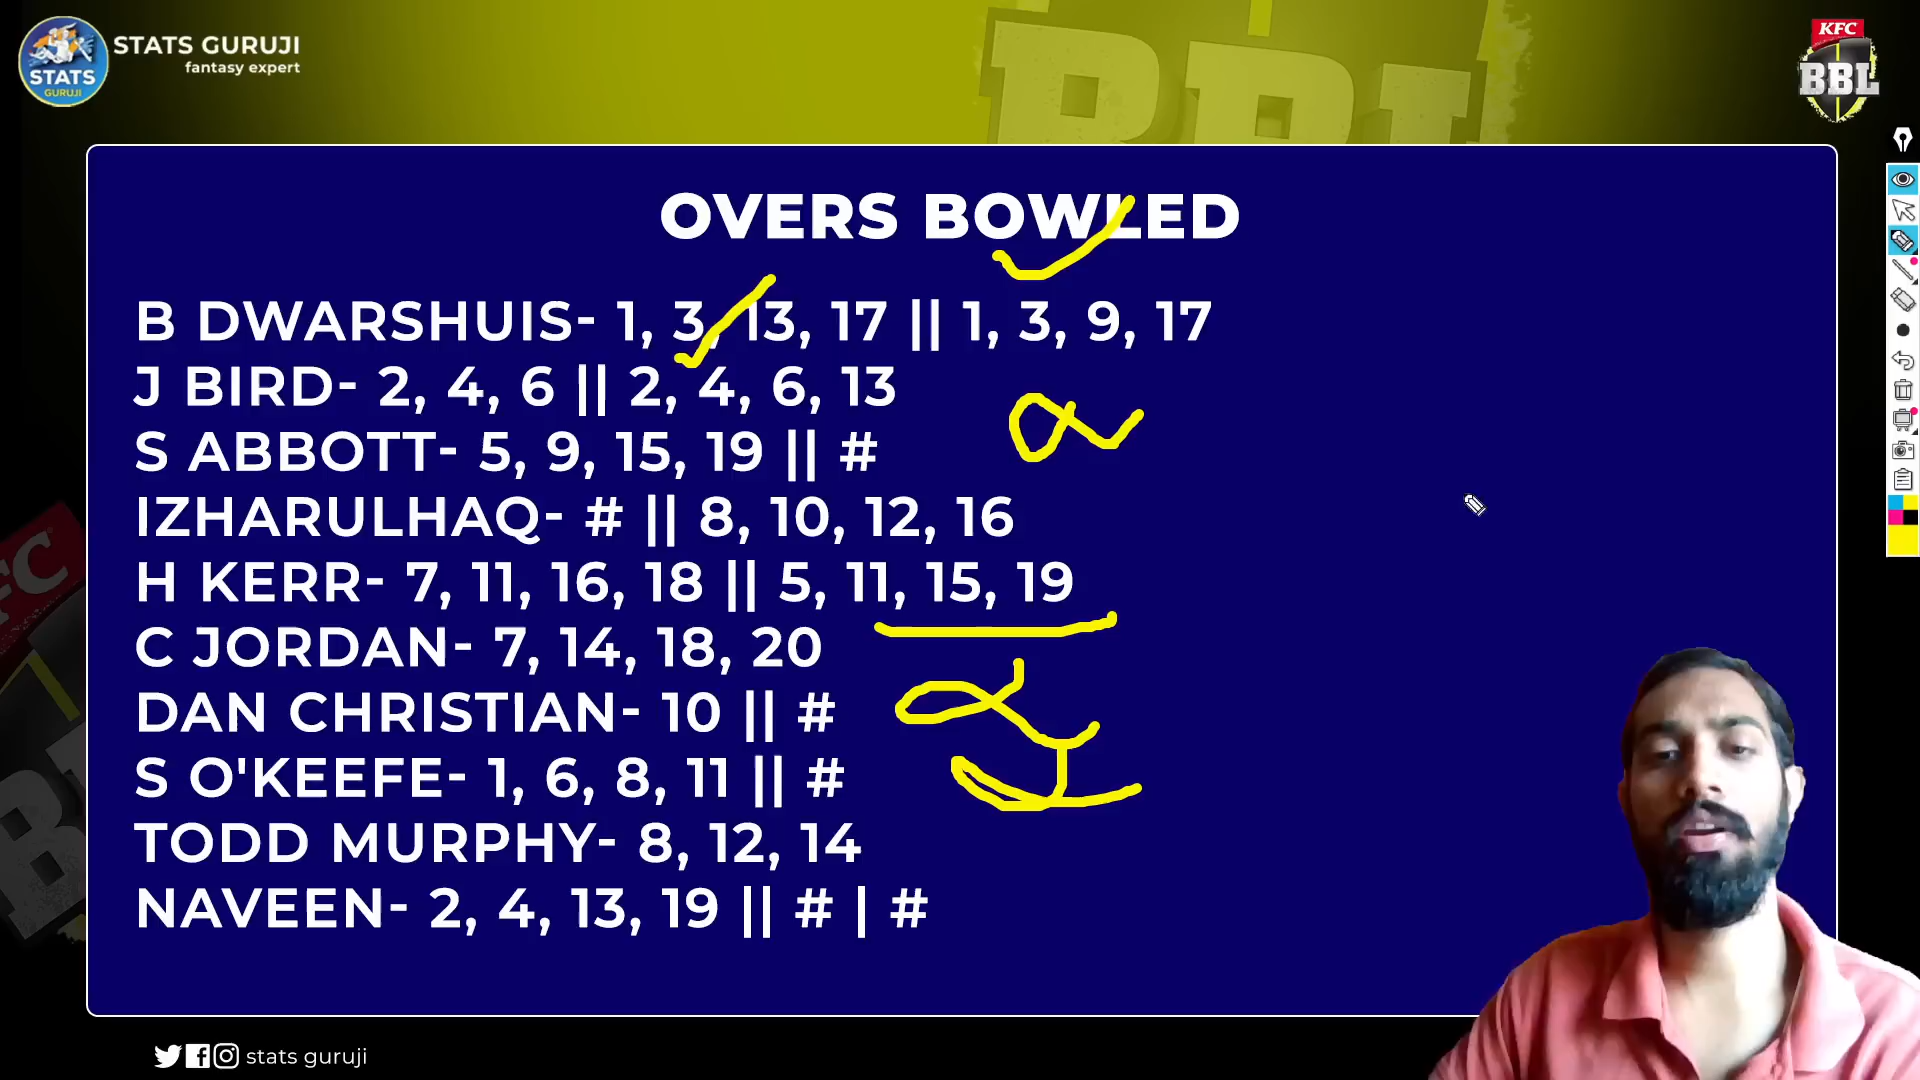 STATS GURUJI
fantasy expert
STATS
GURUJI
KFC
BBL
BBL
OVERS BOWLED
B DWARSHUIS- 1, 3, 13, 17 || 1, 3, 9, 17
J BIRD- 2, 4, 6 || 2, 4, 6, 13
S ABBOTT- 5, 9, 15, 19 || #
IZHARULHAQ- # || 8, 10, 12, 16
H KERR- 7, 11, 16, 18 || 5, 11, 15, 19
C JORDAN- 7, 14, 18, 20
DAN CHRISTIAN- 10 || #
S O'KEEFE- 1, 6, 8, 11 || #
TODD MURPHY- 8, 12, 14
NAVEEN- 2, 4, 13, 19 || # | #
stats guruji